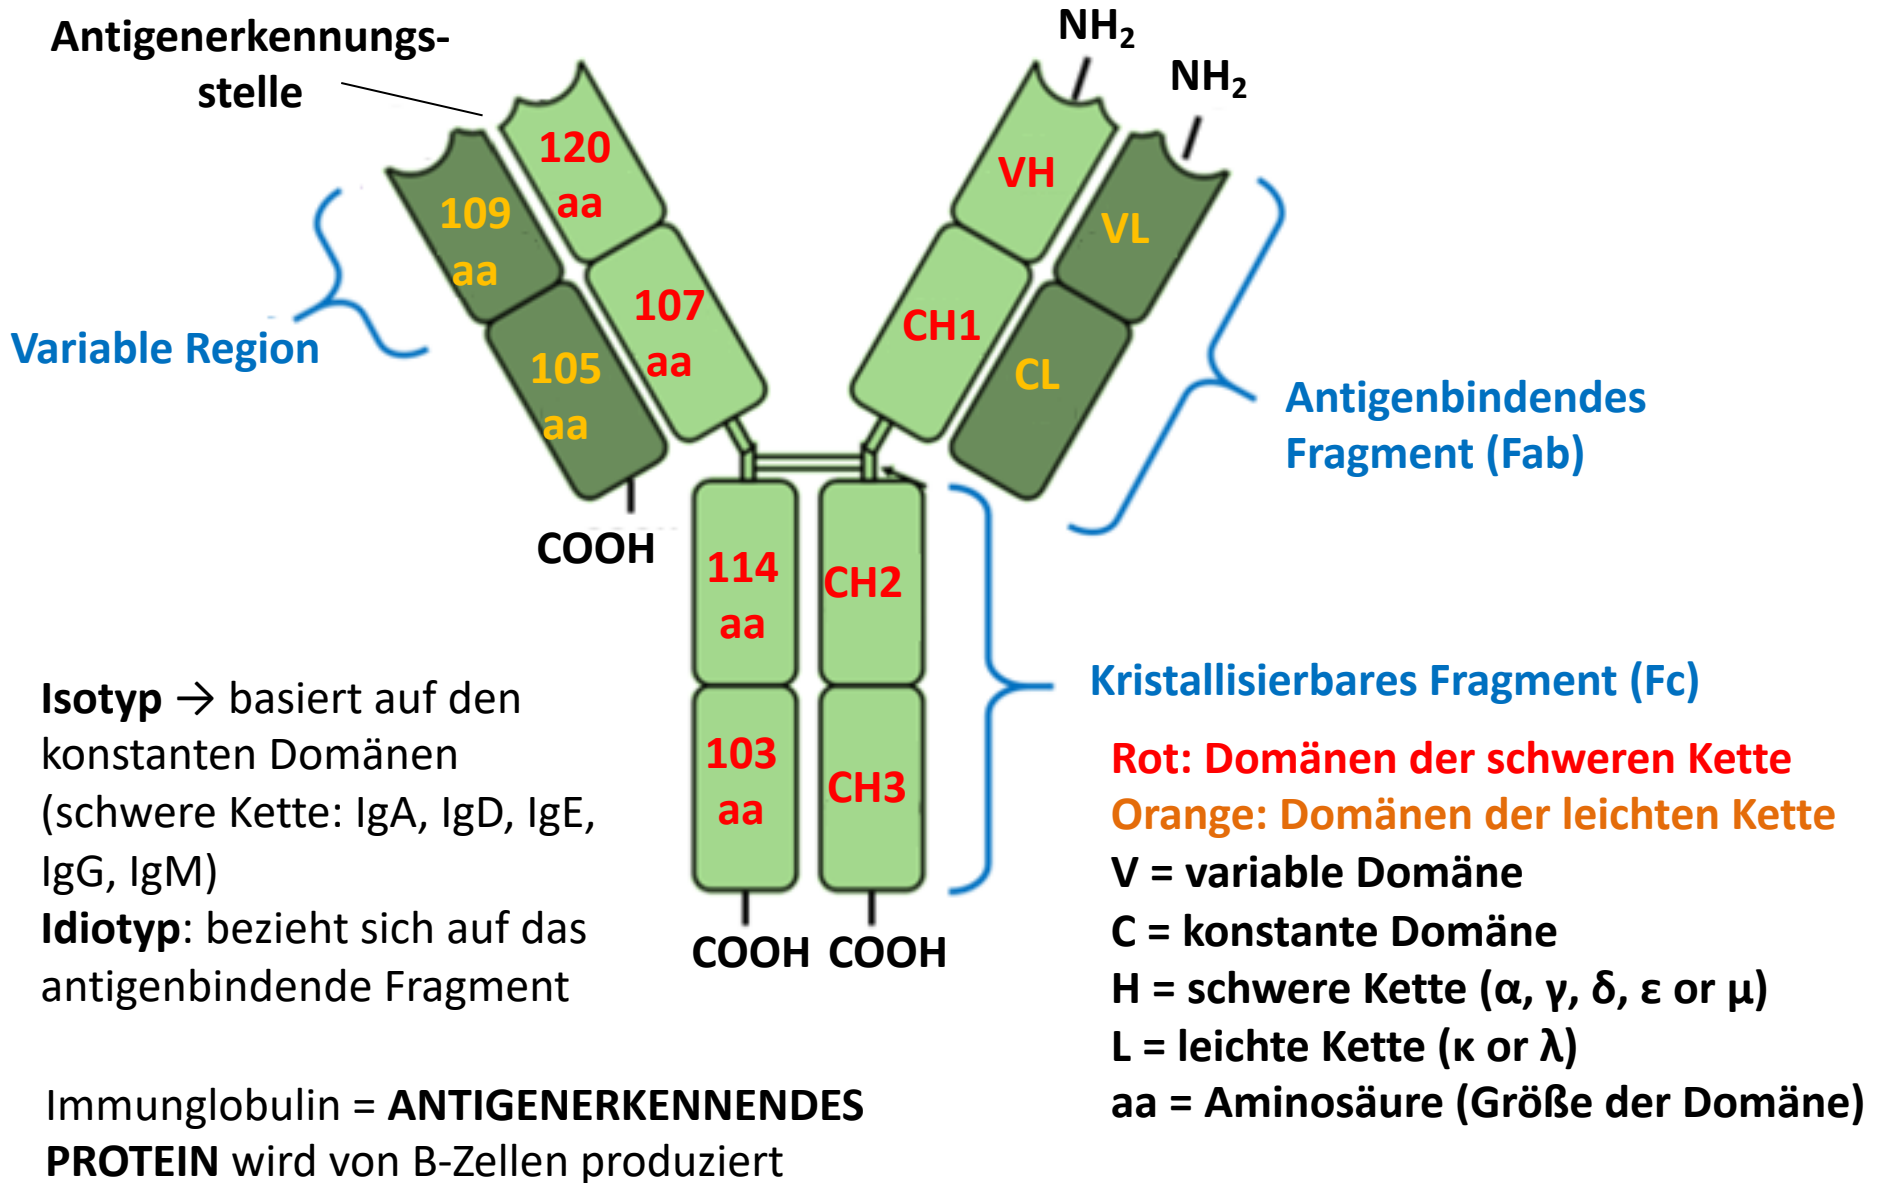 Antigenerkennungs-
stelle
NH₂
NH₂
120
aa
109
aa
107
aa
105
aa
VH
VL
CH1
CL
Variable Region
Antigenbindendes
Fragment (Fab)
COOH
114
aa
CH2
103
aa
CH3
COOH COOH
Kristallisierbares Fragment (Fc)
Isotyp → basiert auf den
konstanten Domänen
(schwere Kette: IgA, IgD, IgE,
IgG, IgM)
Idiotyp: bezieht sich auf das
antigenbindende Fragment
Immunglobulin = ANTIGENERKENNENDES
PROTEIN wird von B-Zellen produziert
Rot: Domänen der schweren Kette
Orange: Domänen der leichten Kette
V = variable Domäne
C = konstante Domäne
H = schwere Kette (α, γ, δ, ε or μ)
L = leichte Kette (κ or λ)
aa = Aminosäure (Größe der Domäne)